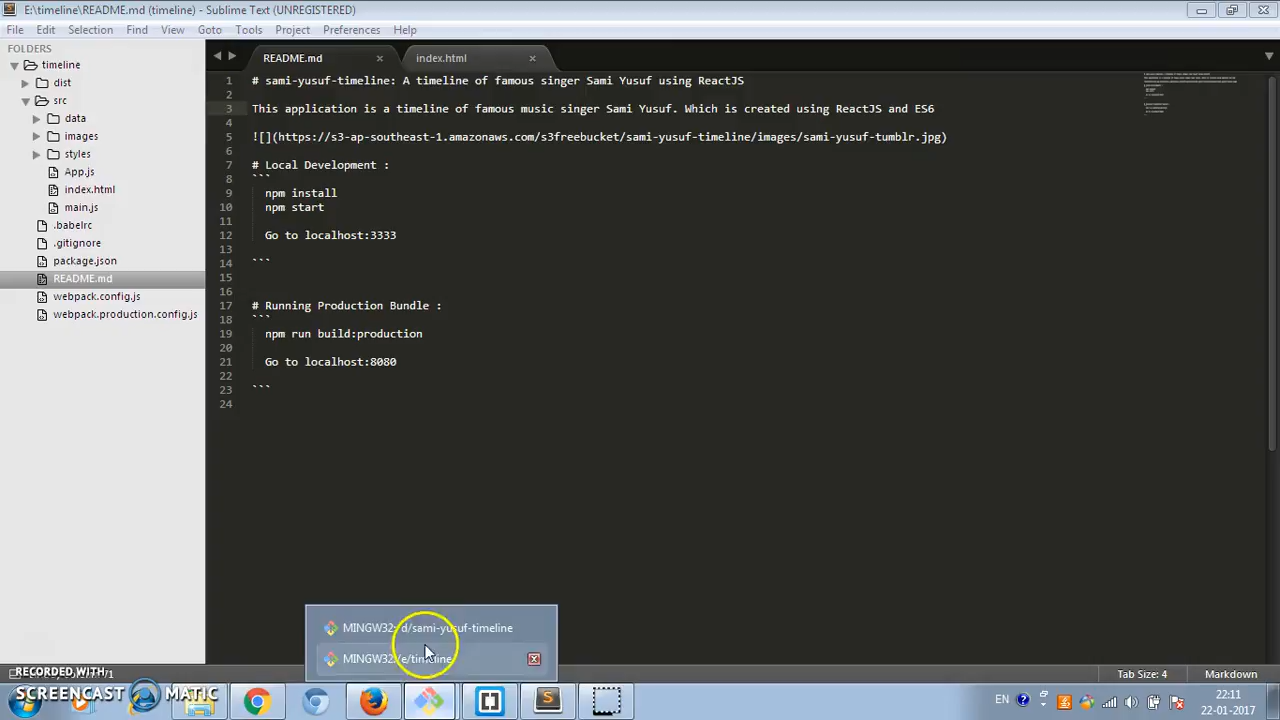 E:\timeline\README.md (timeline) - Sublime Text (UNREGISTERED)
File Edit Selection Find View Goto Tools Project Preferences Help
FOLDERS
timeline
dist
src
data
images
styles
App.js
index.html
main.js
.babelrc
.gitignore
package.json
README.md
webpack.config.js
webpack.production.config.js
README.md index.html
1 # sami-yusuf-timeline: A timeline of famous singer Sami Yusuf using ReactJS
2
3 This application is a timeline of famous music singer Sami Yusuf. Which is created using ReactJS and ES6
4
5 ![](https://s3-ap-southeast-1.amazonaws.com/s3freebucket/sami-yusuf-timeline/images/sami-yusuf-tumblr.jpg)
6
7 # Local Development :
8 ```
9 npm install
10 npm start
11
12 Go to localhost:3333
13
14 ```
15
16
17 # Running Production Bundle :
18 ```
19 npm run build:production
20
21 Go to localhost:8080
22
23 ```
24
MINGW32:/d/sami-yusuf-timeline
MINGW32:/e/timeline
Tab Size: 4 Markdown
RECORDED WITH
SCREENCAST MATIC
EN
22:11
22-01-2017